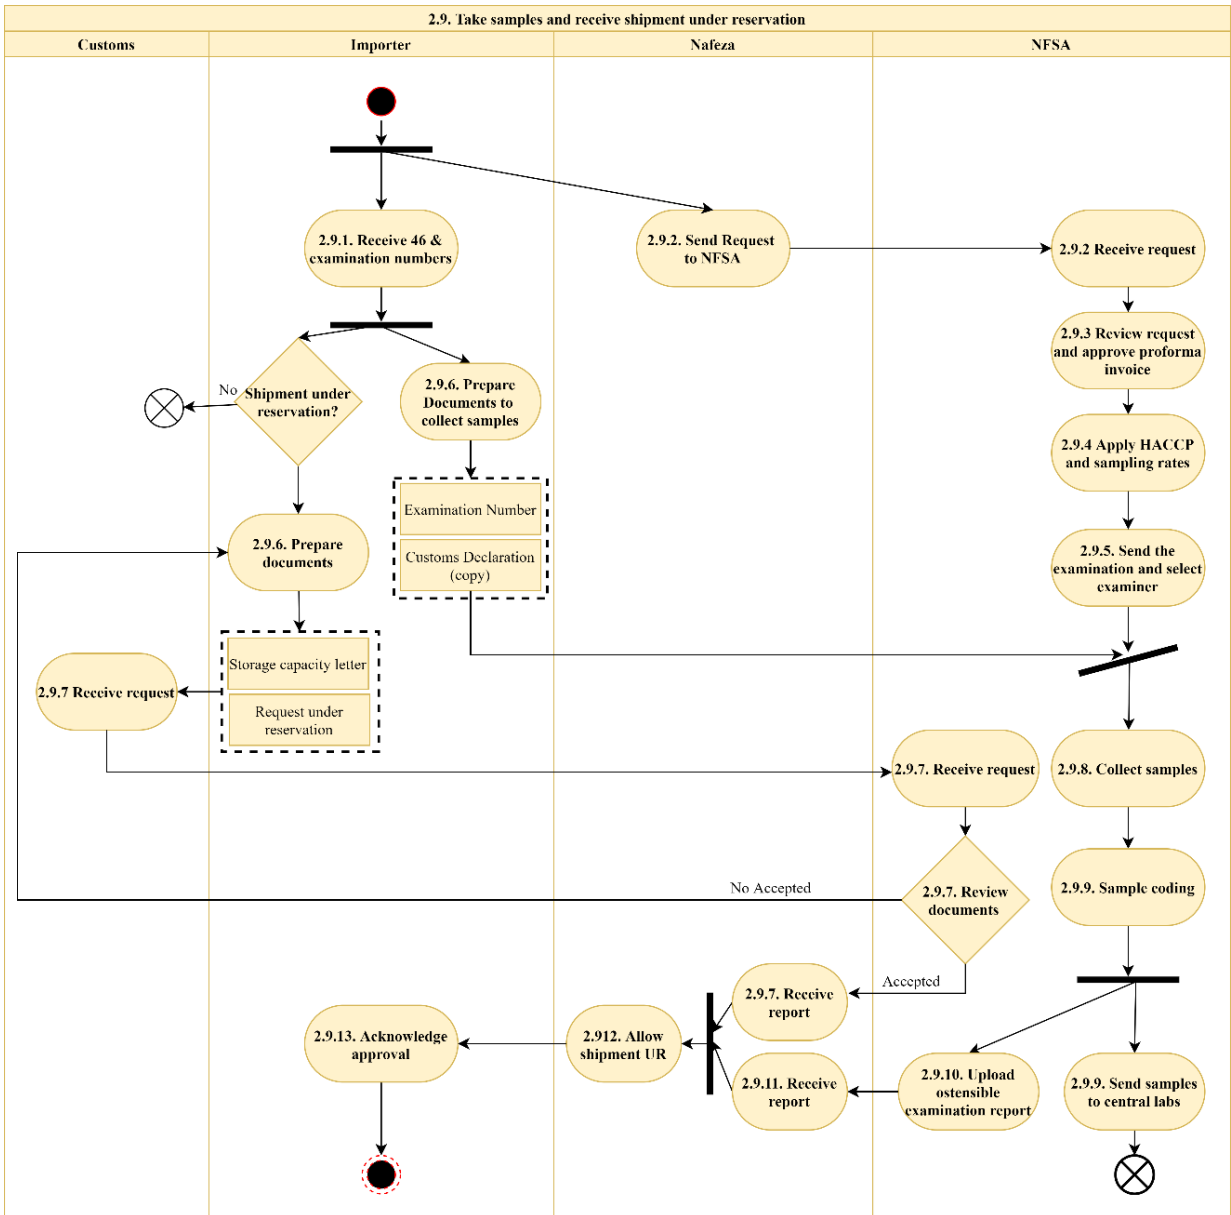 2.9. Take samples and receive shipment under reservation
Customs
Importer
Nafeza
NFSA
2.9.1. Receive 46 &
examination numbers
2.9.2. Send Request
to NFSA
2.9.2 Receive request
2.9.3 Review request
and approve proforma
invoice
No
Shipment under
reservation?
2.9.6. Prepare
Documents to
collect samples
2.9.4 Apply HACCP
and sampling rates
Examination Number
Customs Declaration
(copy)
2.9.6. Prepare
documents
2.9.5. Send the
examination and select
examiner
Storage capacity letter
Request under
reservation
2.9.7 Receive request
2.9.7. Receive request
2.9.8. Collect samples
No Accepted
2.9.7. Review
documents
2.9.9. Sample coding
Accepted
2.9.7. Receive
report
2.9.13. Acknowledge
approval
2.912. Allow
shipment UR
2.9.11. Receive
report
2.9.10. Upload
ostensible
examination report
2.9.9. Send samples
to central labs